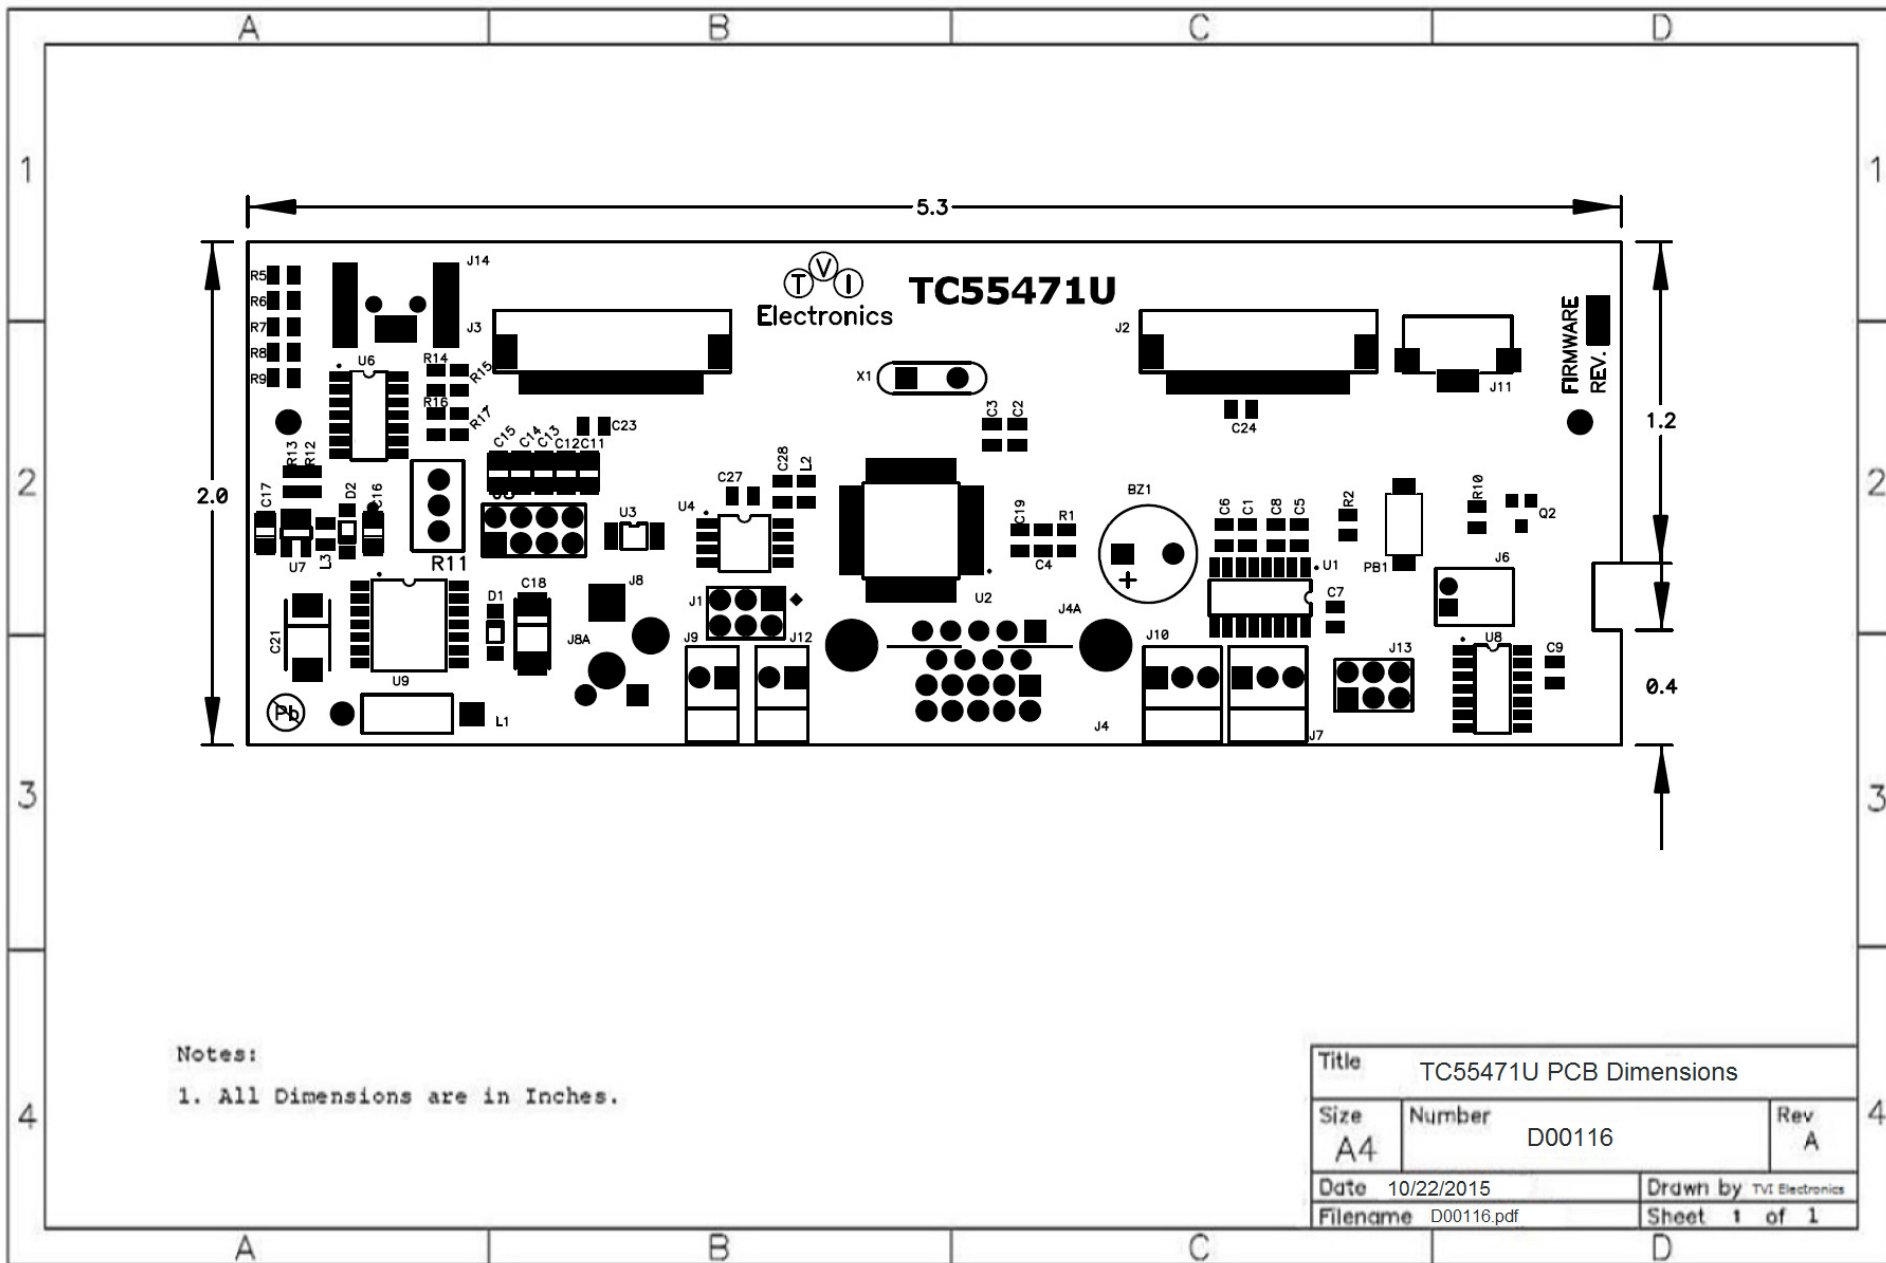 A B C D
1 1
5.3
J14
R5
T V I
TC55471U
R6
Electronics
FIRMWARE
REV.
R7
J3
J2
R8
U6
R14
R15
X1
J11
R9
R16
R17
C3 C2
1.2
C15 C14 C13 C12 C11
C23
C24
R13 R12
C28 L2
2 2
2.0
C17
D2
C16
C27
BZ1
R10
U3
U4
C19
R1
C6 C1 C8 C5
R2
Q2
U7
L3
R11
C4
U1
PB1
J6
C18
J8
D1
J1
U2
J4A
C7
C21
J8A
J9
J12
J10
U8
J13
C9
U9
0.4
Pb
L1
J4
J7
3 3
Notes:
1. All Dimensions are in Inches.
4 4
Title TC55471U PCB Dimensions
Size A4
Number D00116
Rev A
Date 10/22/2015
Drawn by TVI Electronics
Filename D00116.pdf
Sheet 1 of 1
A B C D